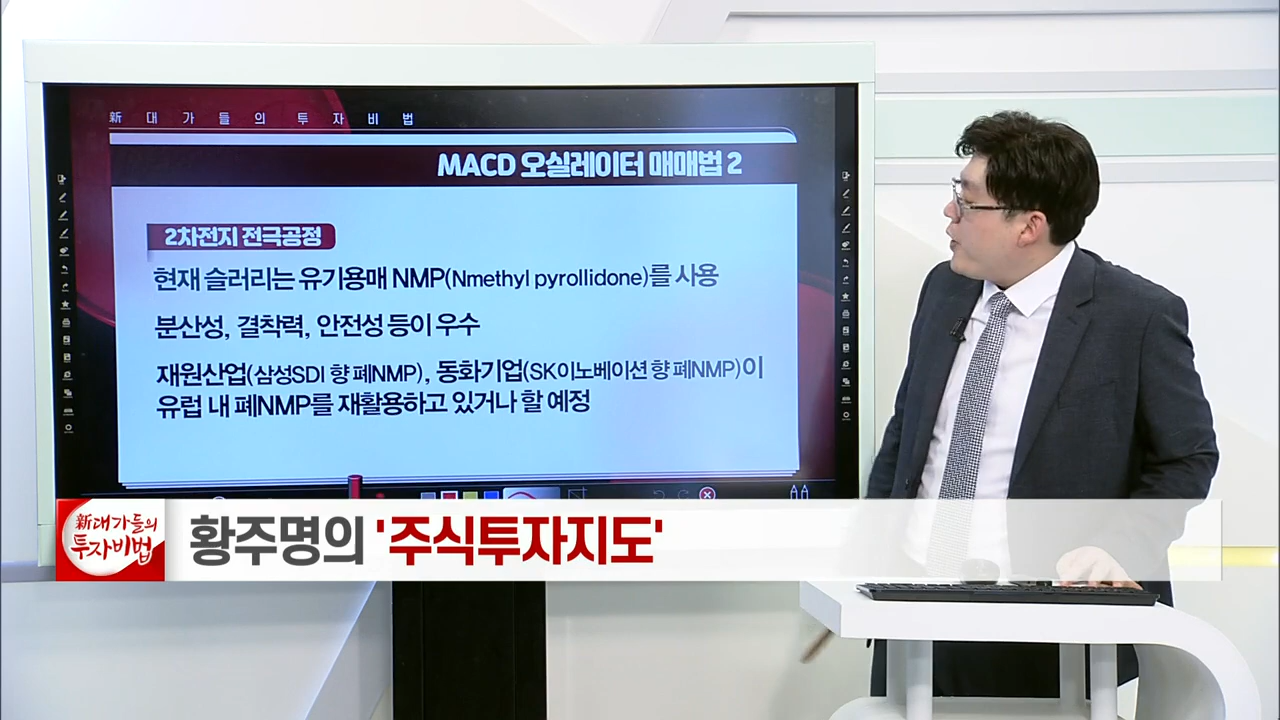 新 대 가 들 의 투 자 비 법
MACD 오실레이터 매매법 2
2차전지 전극공정
현재 슬러리는 유기용매 NMP(Nmethyl pyrollidone)를 사용
분산성, 결착력, 안전성 등이 우수
재원산업(삼성SDI 향 폐NMP), 동화기업(SK이노베이션 향 폐NMP)이
유럽 내 폐NMP를 재활용하고 있거나 할 예정
新대가들의
투자비법
황주명의 '주식투자지도'